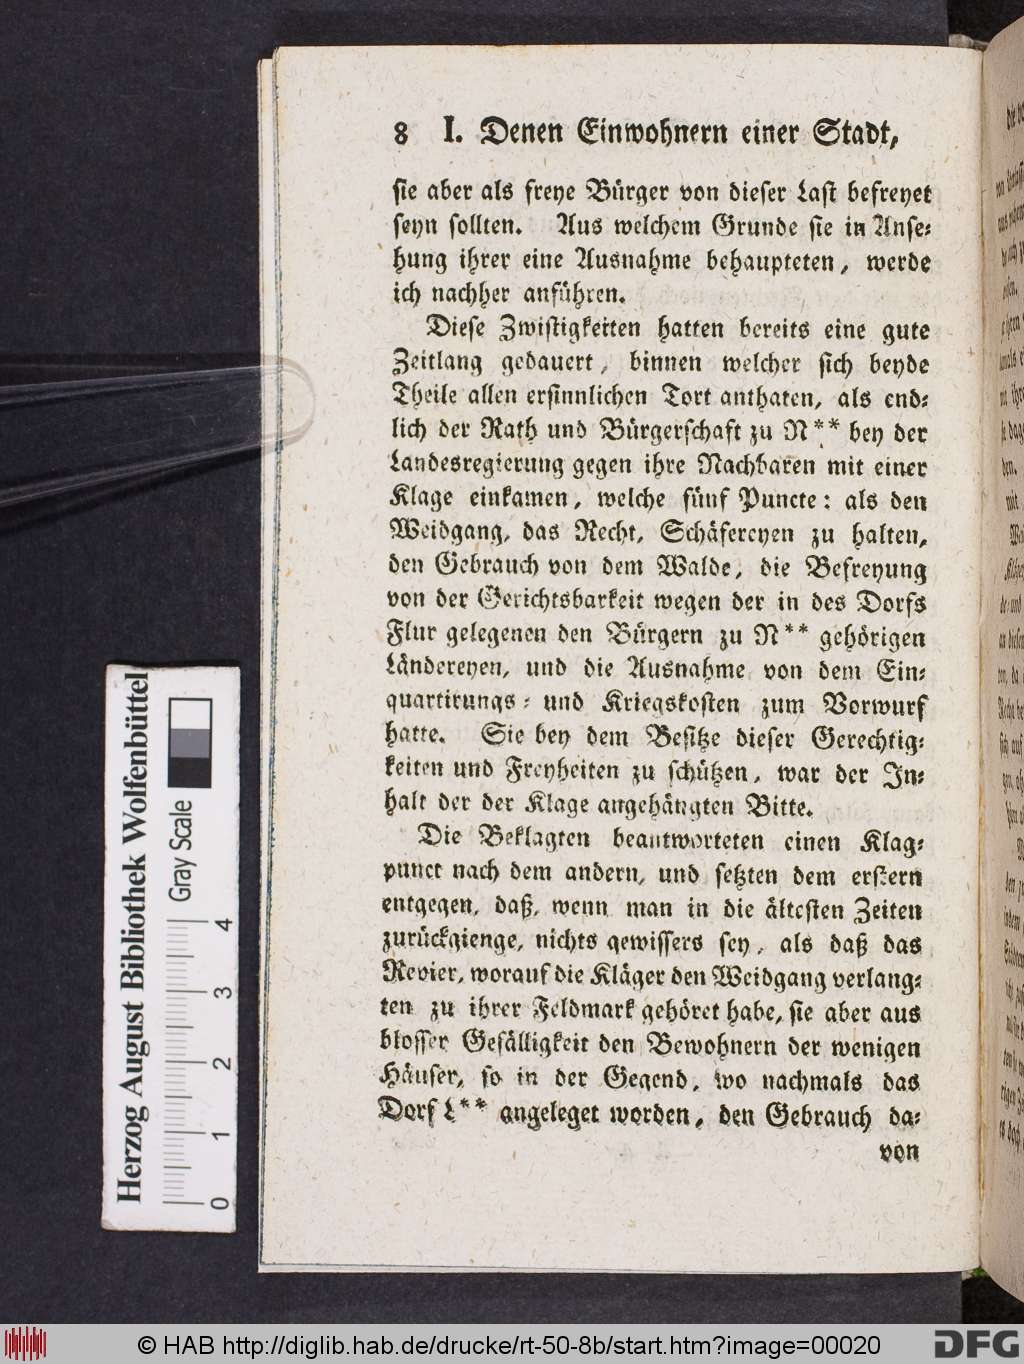 8 I. Denen Einwohnern einer Stadt,
sie aber als freye Bürger von dieser Last befreyet
seyn sollten. Aus welchem Grunde sie in Anse-
hung ihrer eine Ausnahme behaupteten, werde
ich nachher anführen.
Diese Zwistigkeiten hatten bereits eine gute
Zeitlang gedauert, binnen welcher sich beyde
Theile allen ersinnlichen Tort anthaten, als end-
lich der Rath und Bürgerschaft zu N** bey der
Landesregierung gegen ihre Nachbaren mit einer
Klage einkamen, welche fünf Puncte: als den
Weidgang, das Recht, Schäfereyen zu halten,
den Gebrauch von dem Walde, die Befreyung
von der Gerichtsbarkeit wegen der in des Dorfs
Flur gelegenen den Bürgern zu N** gehörigen
Ländereyen, und die Ausnahme von dem Ein-
quartirungs- und Kriegskosten zum Vorwurf
hatte. Sie bey dem Besitze dieser Gerechtig-
keiten und Freyheiten zu schützen, war der In-
halt der der Klage angehängten Bitte.
Die Beklagten beantworteten einen Klag-
punct nach dem andern, und setzten dem erstern
entgegen, daß, wenn man in die ältesten Zeiten
zurückgienge, nichts gewissers sey, als daß das
Revier, worauf die Kläger den Weidgang verlang-
ten zu ihrer Feldmark gehöret habe, sie aber aus
blosser Gefälligkeit den Bewohnern der wenigen
Häuser, so in der Gegend, wo nachmals das
Dorf L** angeleget worden, den Gebrauch da-
von
Herzog August Bibliothek Wolfenbüttel
Gray Scale
0 1 2 3 4
© HAB http://diglib.hab.de/drucke/rt-50-8b/start.htm?image=00020
DFG